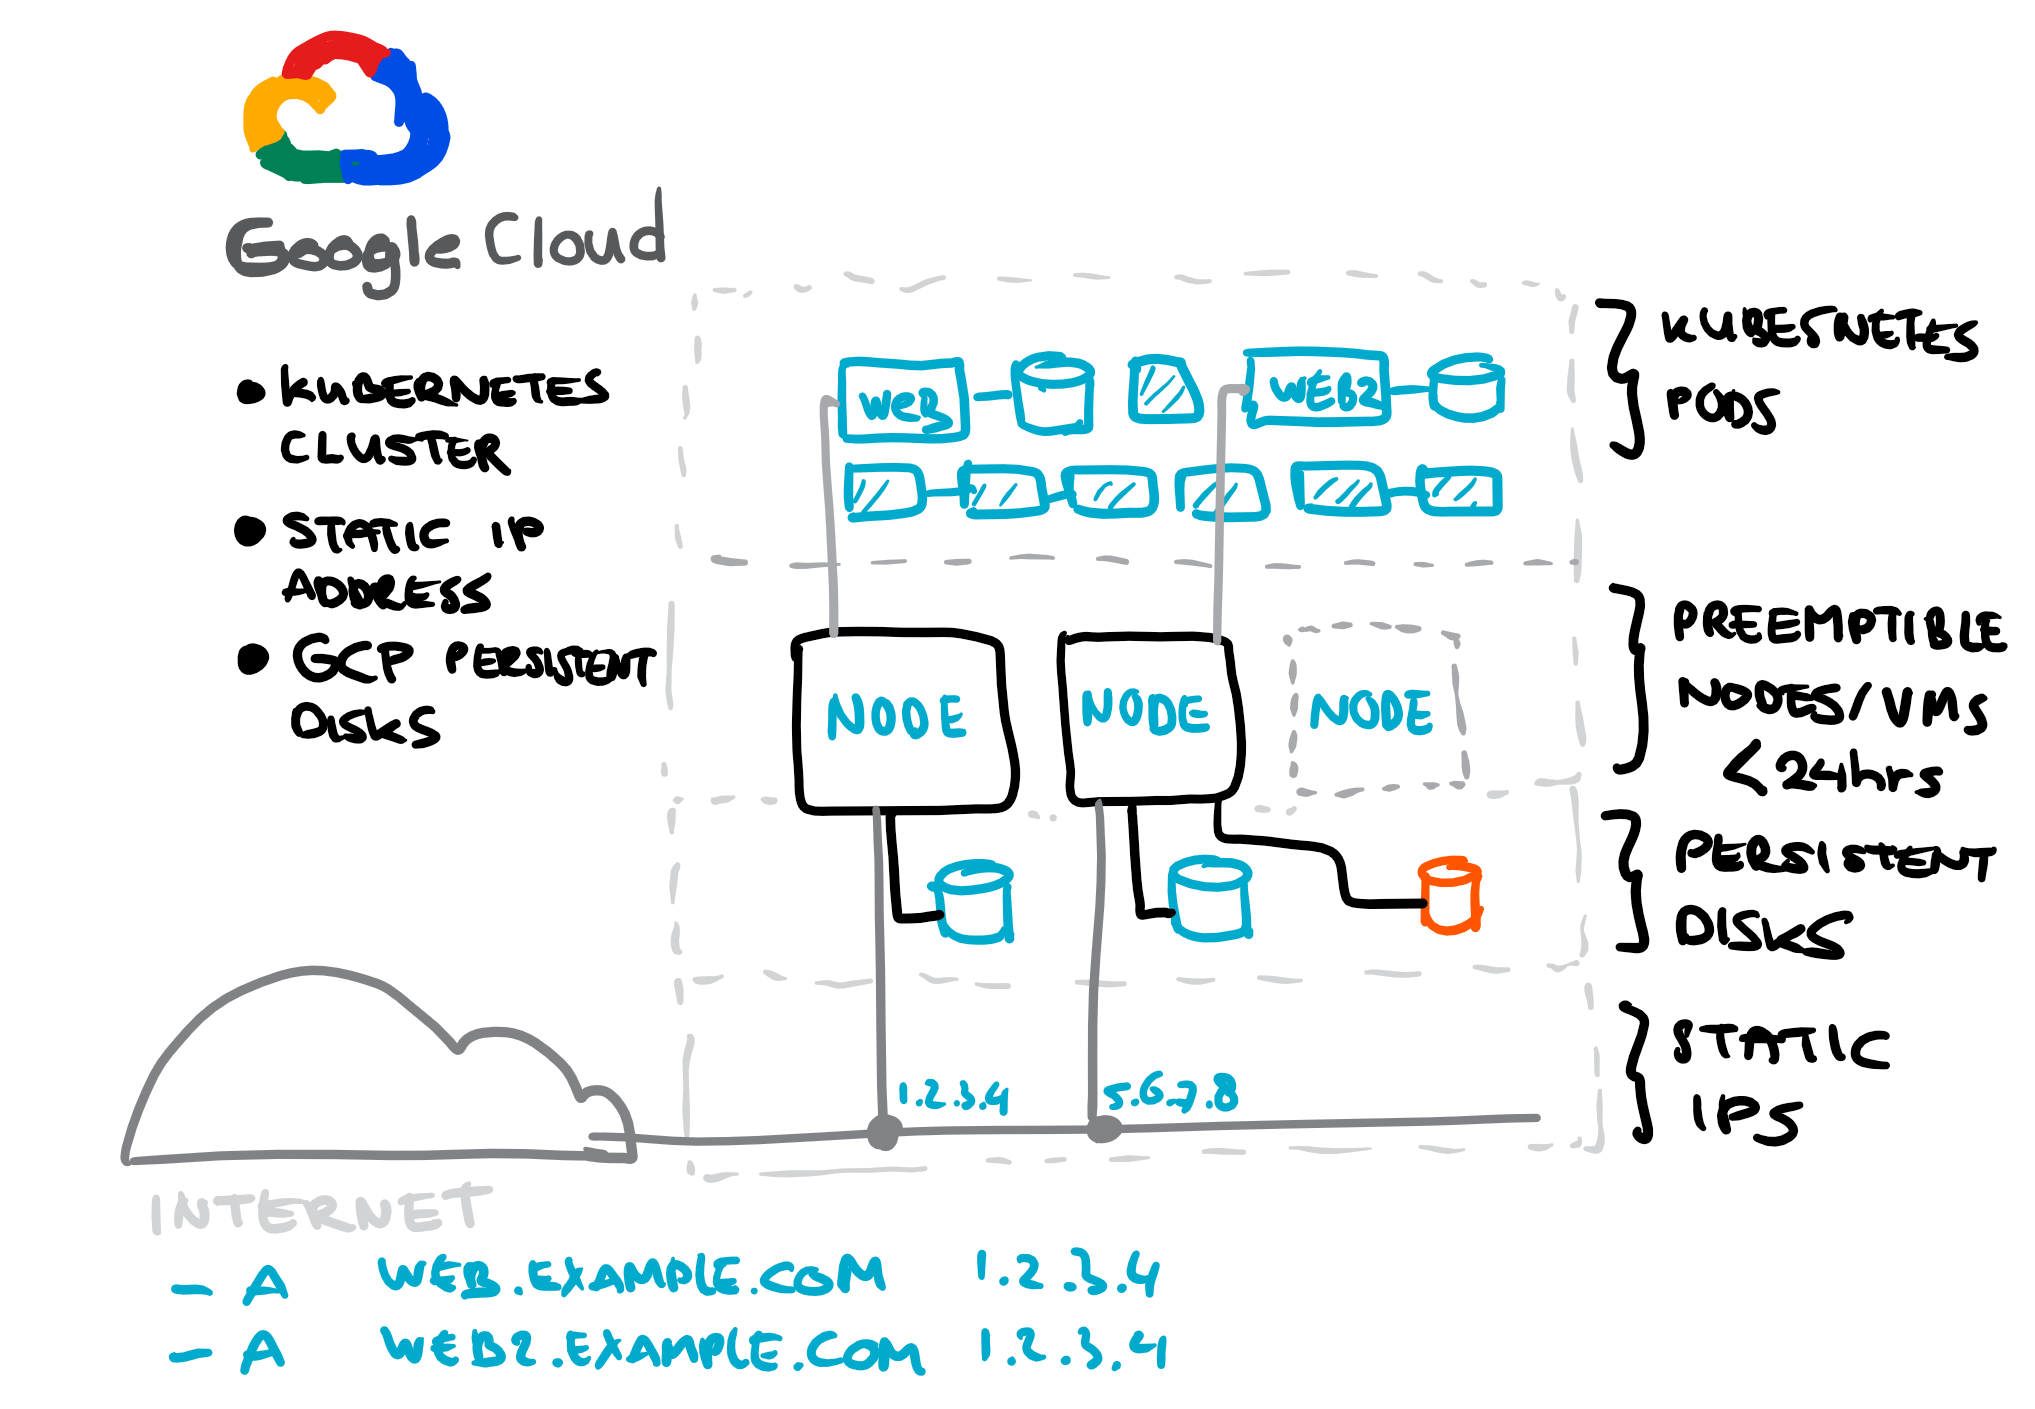 Google Cloud
• KUBERNETES
CLUSTER
• STATIC IP
ADDRESS
• GCP PERSISTENT
DISKS
WEB
WEB2
KUBERNETES
PODS
NODE
NODE
NODE
PREEMPTIBLE
NODES/VMS
<24hrs
PERSISTENT
DISKS
1.2.3.4
5.6.7.8
STATIC
IPS
INTERNET
- A WEB.EXAMPLE.COM 1.2.3.4
- A WEB2.EXAMPLE.COM 1.2.3.4